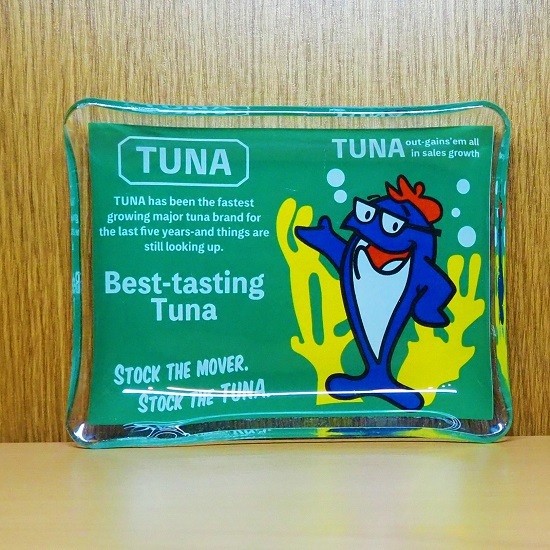 TUNA
TUNA out-gains'em all
in sales growth
TUNA has been the fastest
growing major tuna brand for
the last five years-and things are
still looking up.
Best-tasting
Tuna
STOCK THE MOVER.
STOCK THE TUNA.